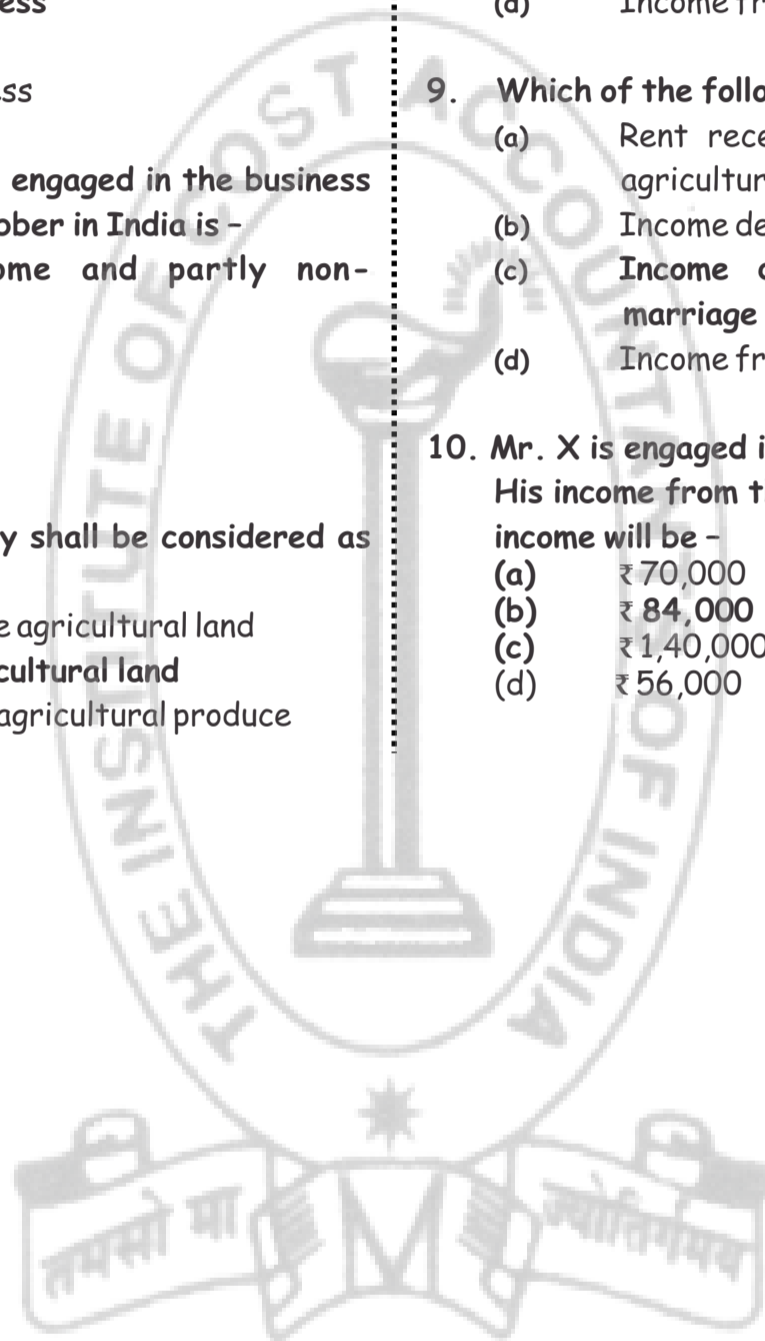 ess
ss
engaged in the business
ober in India is -
ome and partly non-
y shall be considered as
e agricultural land
cultural land
agricultural produce
(d) Income fr
9. Which of the follo
(a) Rent rece
agricultur
(b) Income de
(c) Income
marriage
(d) Income fr
10. Mr. X is engaged i
His income from t
income will be -
(a) ₹ 70,000
(b) ₹ 84,000
(c) ₹ 1,40,000
(d) ₹ 56,000
THE INSTITUTE OF COST ACCOUNTANTS OF INDIA
तमसो मा ज्योतिर्गमय